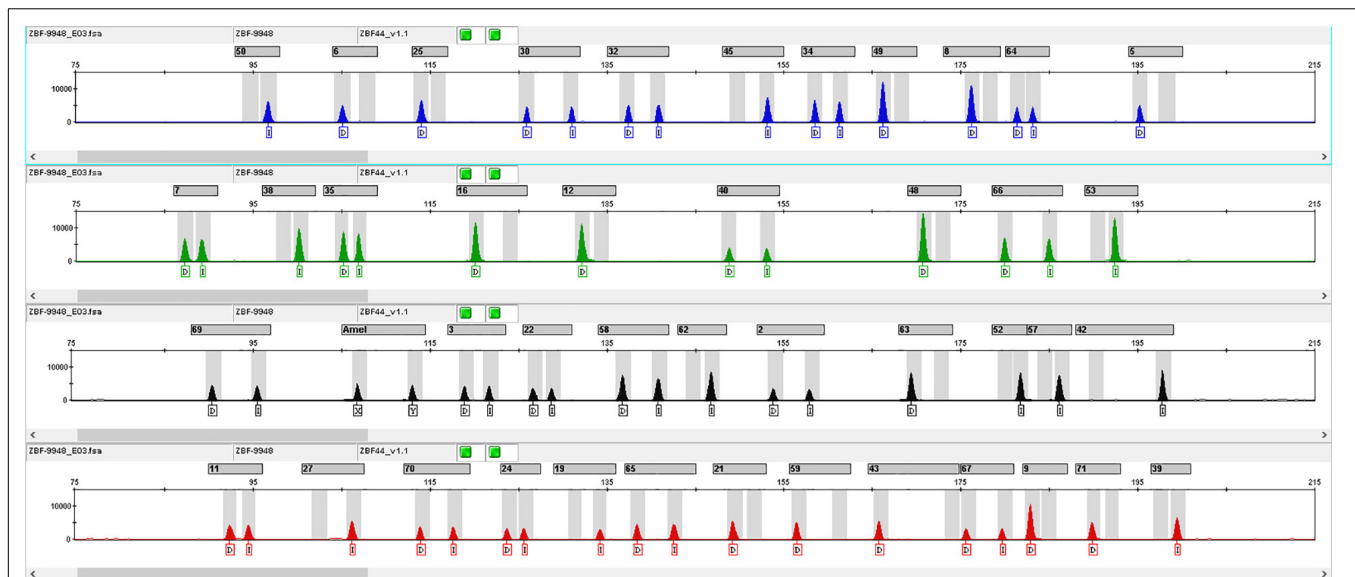 ZBF-9948_E03.fsa ZBF-9948 ZBF44_v1.1
50 6 25 30 32 45 34 49 8 64 5
75 95 115 135 155 175 195 215
10000
0
I D D D I D I I D I D D D I D
ZBF-9948_E03.fsa ZBF-9948 ZBF44_v1.1
7 38 35 16 12 40 48 66 53
75 95 115 135 155 175 195 215
10000
0
D I I D I D D D I D D I I
ZBF-9948_E03.fsa ZBF-9948 ZBF44_v1.1
69 Amel 3 22 58 62 2 63 52 57 42
75 95 115 135 155 175 195 215
10000
0
D I X Y D I D I D I I D I D I I I
ZBF-9948_E03.fsa ZBF-9948 ZBF44_v1.1
11 27 70 24 19 65 21 59 43 67 9 71 39
75 95 115 135 155 175 195 215
10000
0
D I I D I D I I D I D D D D I D D I